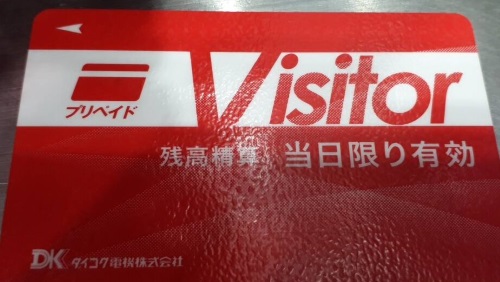 Visitor
プリペイド
残高精算 当日限り有効
DK ダイコク電機株式会社